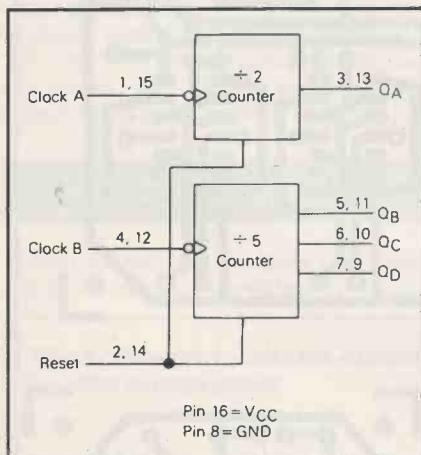 ÷ 2
Counter
Clock A
1, 15
3, 13
QA
÷ 5
Counter
Clock B
4, 12
5, 11
QB
6, 10
QC
7, 9
QD
Reset
2, 14
Pin 16 = VCC
Pin 8 = GND